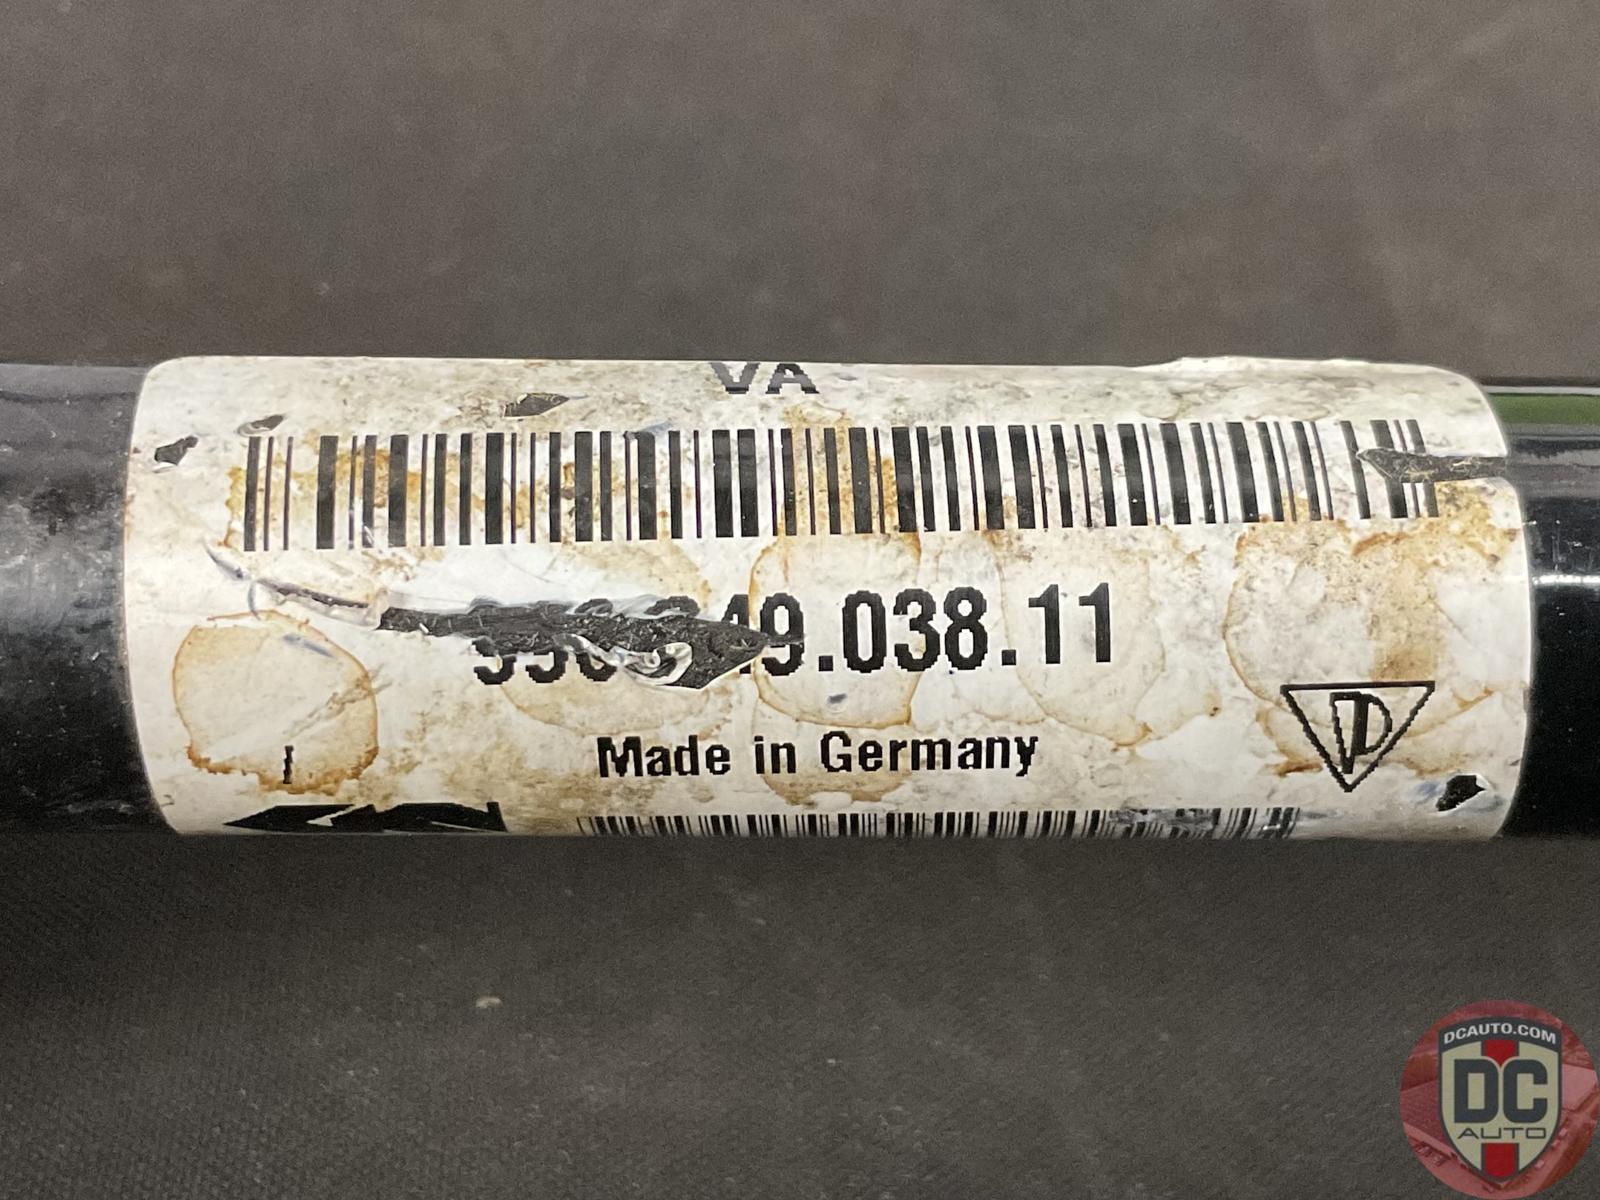 VA
49.038.11
Made in Germany
DCAUTO.COM
DC
AUTO